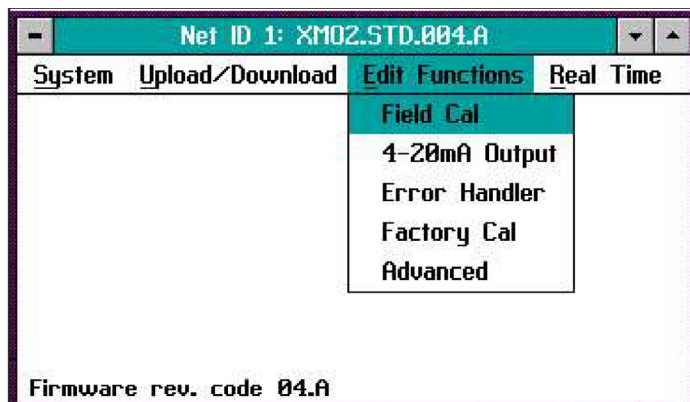 Net ID 1: XMO2.STD.004.A
System Upload/Download Edit Functions Real Time
Field Cal
4-20mA Output
Error Handler
Factory Cal
Advanced
Firmware rev. code 04.A